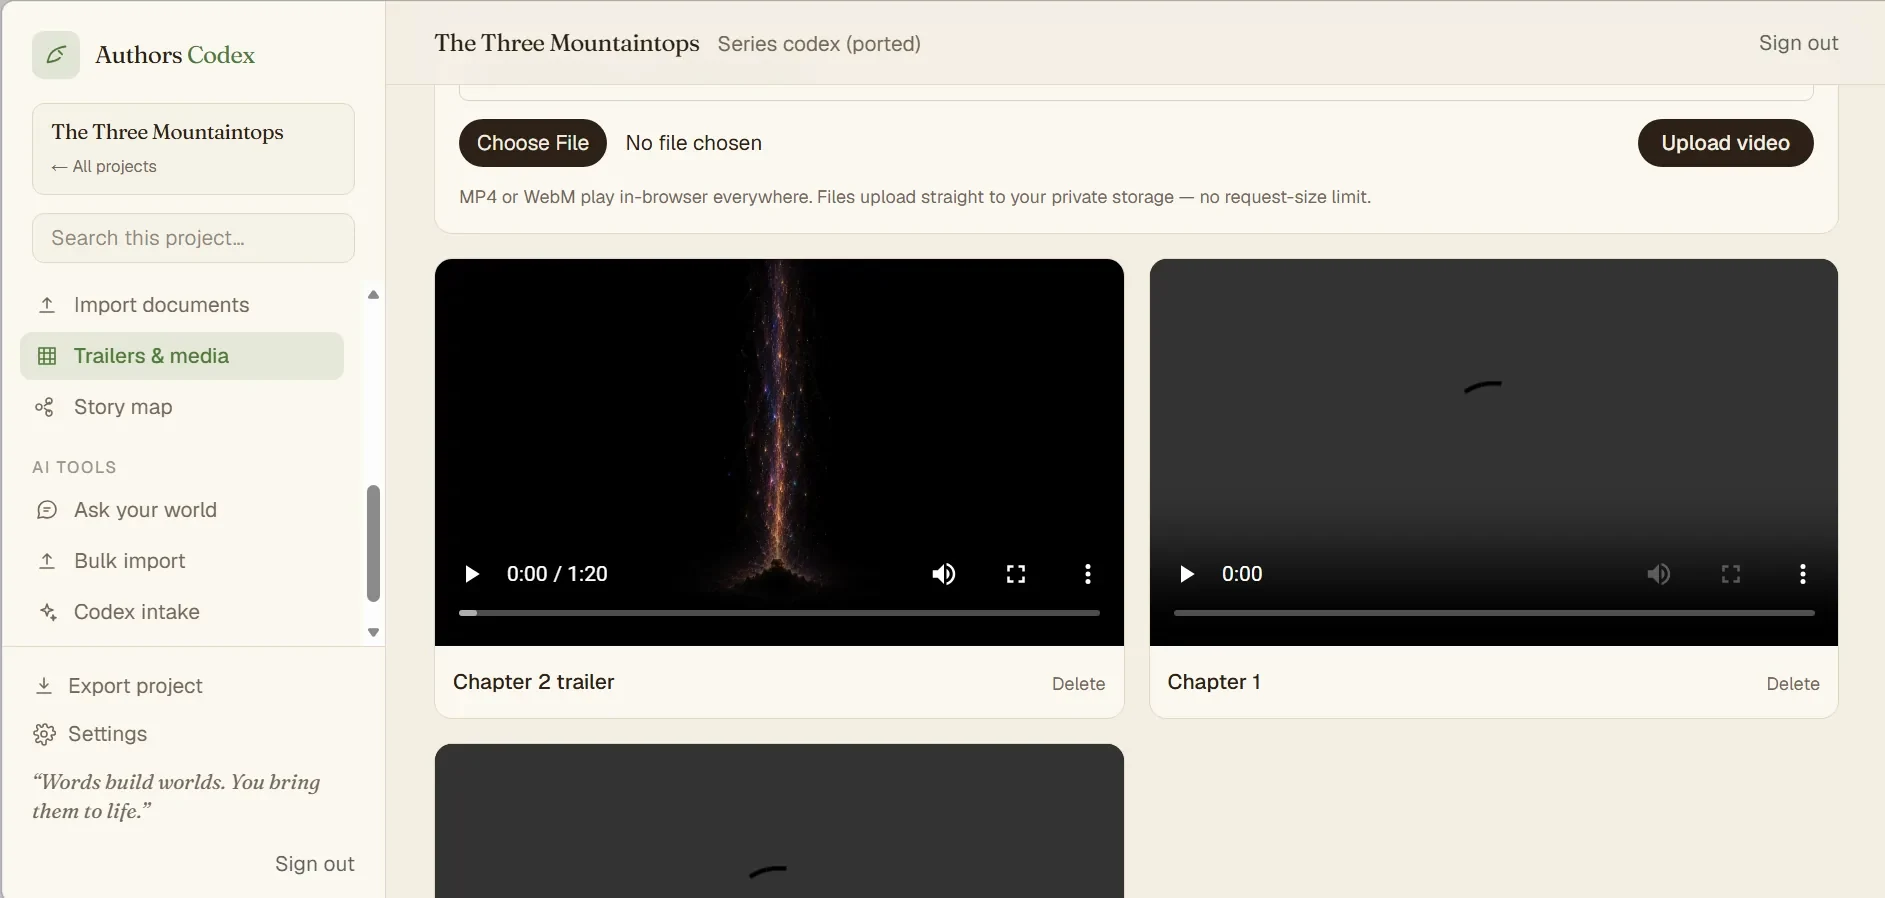 Authors Codex
The Three Mountaintops
← All projects
Search this project...
Import documents
Trailers & media
Story map
AI TOOLS
Ask your world
Bulk import
Codex intake
Export project
Settings
“Words build worlds. You bring
them to life.”
Sign out
The Three Mountaintops Series codex (ported)
Sign out
Choose File No file chosen
Upload video
MP4 or WebM play in-browser everywhere. Files upload straight to your private storage — no request-size limit.
0:00 / 1:20
Chapter 2 trailer
Delete
0:00
Chapter 1
Delete